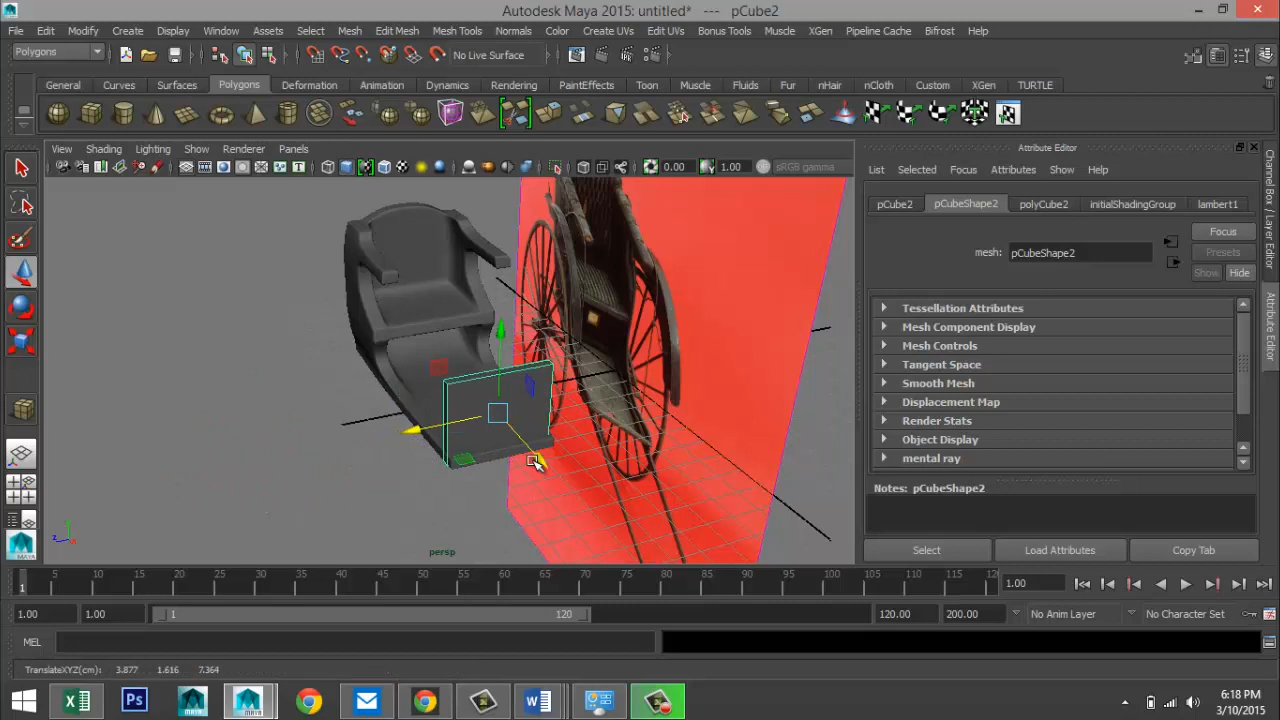 Autodesk Maya 2015: untitled* --- pCube2
File Edit Modify Create Display Window Assets Select Mesh Edit Mesh Mesh Tools Normals Color Create UVs Edit UVs Bonus Tools Muscle XGen Pipeline Cache Bifrost Help
Polygons No Live Surface
General Curves Surfaces Polygons Deformation Animation Dynamics Rendering PaintEffects Toon Muscle Fluids Fur nHair nCloth Custom XGen TURTLE
View Shading Lighting Show Renderer Panels
0.00 1.00 sRGB gamma
Attribute Editor
List Selected Focus Attributes Show Help
pCube2 pCubeShape2 polyCube2 initialShadingGroup lambert1
Focus
mesh: pCubeShape2 Presets
Show Hide
Tessellation Attributes
Mesh Component Display
Mesh Controls
Tangent Space
Smooth Mesh
Displacement Map
Render Stats
Object Display
mental ray
Notes: pCubeShape2
Select Load Attributes Copy Tab
Channel Box / Layer Editor
Attribute Editor
persp
y
z x
MAYA
1 5 10 15 20 25 30 35 40 45 50 55 60 65 70 75 80 85 90 95 100 105 110 115 120 1.00
1.00 1.00 1 120 120.00 200.00 No Anim Layer No Character Set
MEL
TranslateXYZ(cm): 3.877 1.616 7.364
6:18 PM
3/10/2015